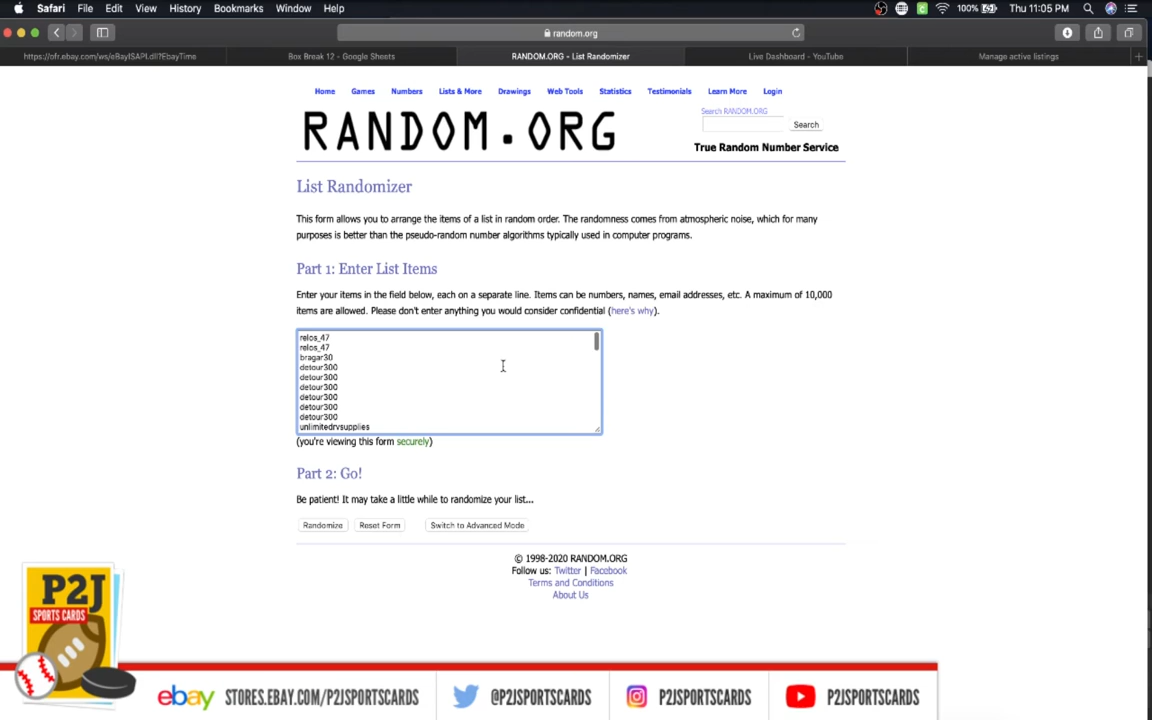 Safari File Edit View History Bookmarks Window Help 100% Thu 11:05 PM
random.org
https://ofr.ebay.com/ws/eBayISAPI.dll?EbayTime Box Break 12 - Google Sheets RANDOM.ORG - List Randomizer Live Dashboard - YouTube Manage active listings
Home Games Numbers Lists & More Drawings Web Tools Statistics Testimonials Learn More Login
RANDOM.ORG
Search RANDOM.ORG
Search
True Random Number Service
List Randomizer
This form allows you to arrange the items of a list in random order. The randomness comes from atmospheric noise, which for many
purposes is better than the pseudo-random number algorithms typically used in computer programs.
Part 1: Enter List Items
Enter your items in the field below, each on a separate line. Items can be numbers, names, email addresses, etc. A maximum of 10,000
items are allowed. Please don't enter anything you would consider confidential (here's why).
relos_47
relos_47
bragar30
detour300
detour300
detour300
detour300
detour300
detour300
unlimitedrvsupplies
(you're viewing this form securely)
Part 2: Go!
Be patient! It may take a little while to randomize your list...
Randomize Reset Form Switch to Advanced Mode
© 1998-2020 RANDOM.ORG
Follow us: Twitter | Facebook
Terms and Conditions
About Us
P2J
SPORTS CARDS
ebay STORES.EBAY.COM/P2JSPORTSCARDS @P2JSPORTSCARDS P2JSPORTSCARDS P2JSPORTSCARDS